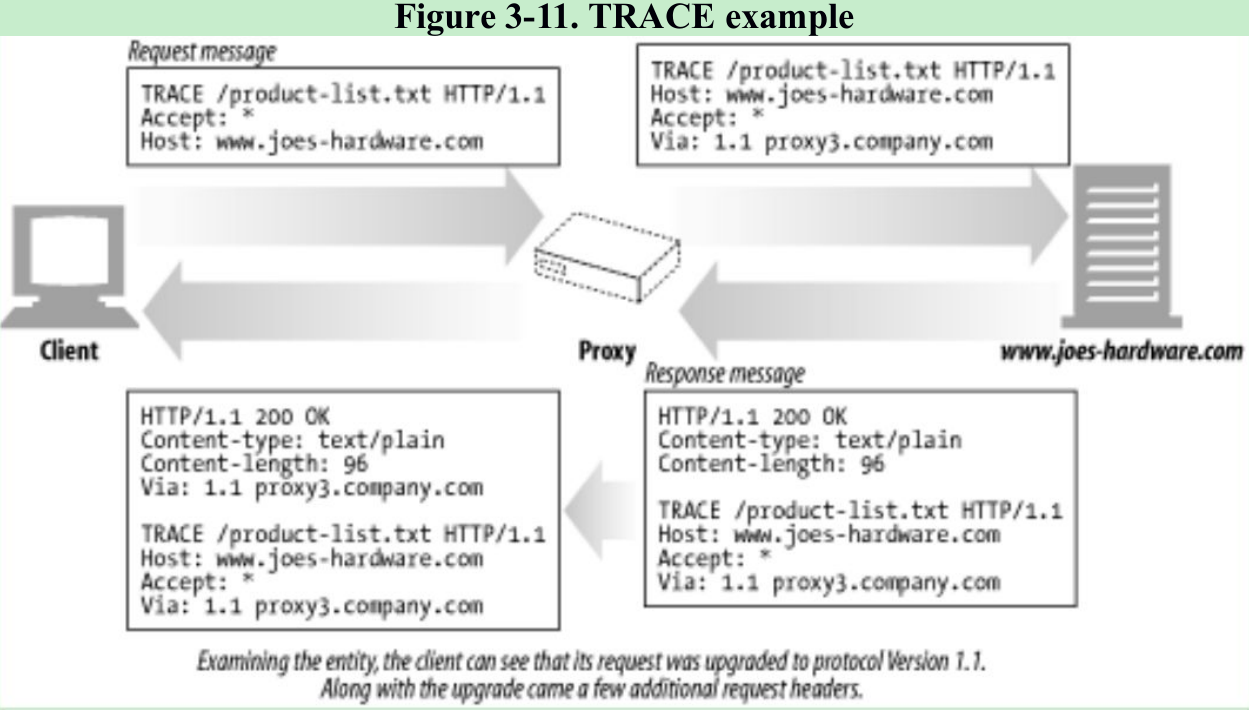 Figure 3-11. TRACE example
Request message
TRACE /product-list.txt HTTP/1.1
Accept: *
Host: www.joes-hardware.com
TRACE /product-list.txt HTTP/1.1
Host: www.joes-hardware.com
Accept: *
Via: 1.1 proxy3.company.com
Client
Proxy
www.joes-hardware.com
Response message
HTTP/1.1 200 OK
Content-type: text/plain
Content-length: 96
Via: 1.1 proxy3.company.com
TRACE /product-list.txt HTTP/1.1
Host: www.joes-hardware.com
Accept: *
Via: 1.1 proxy3.company.com
HTTP/1.1 200 OK
Content-type: text/plain
Content-length: 96
TRACE /product-list.txt HTTP/1.1
Host: www.joes-hardware.com
Accept: *
Via: 1.1 proxy3.company.com
Examining the entity, the client can see that its request was upgraded to protocol Version 1.1.
Along with the upgrade came a few additional request headers.